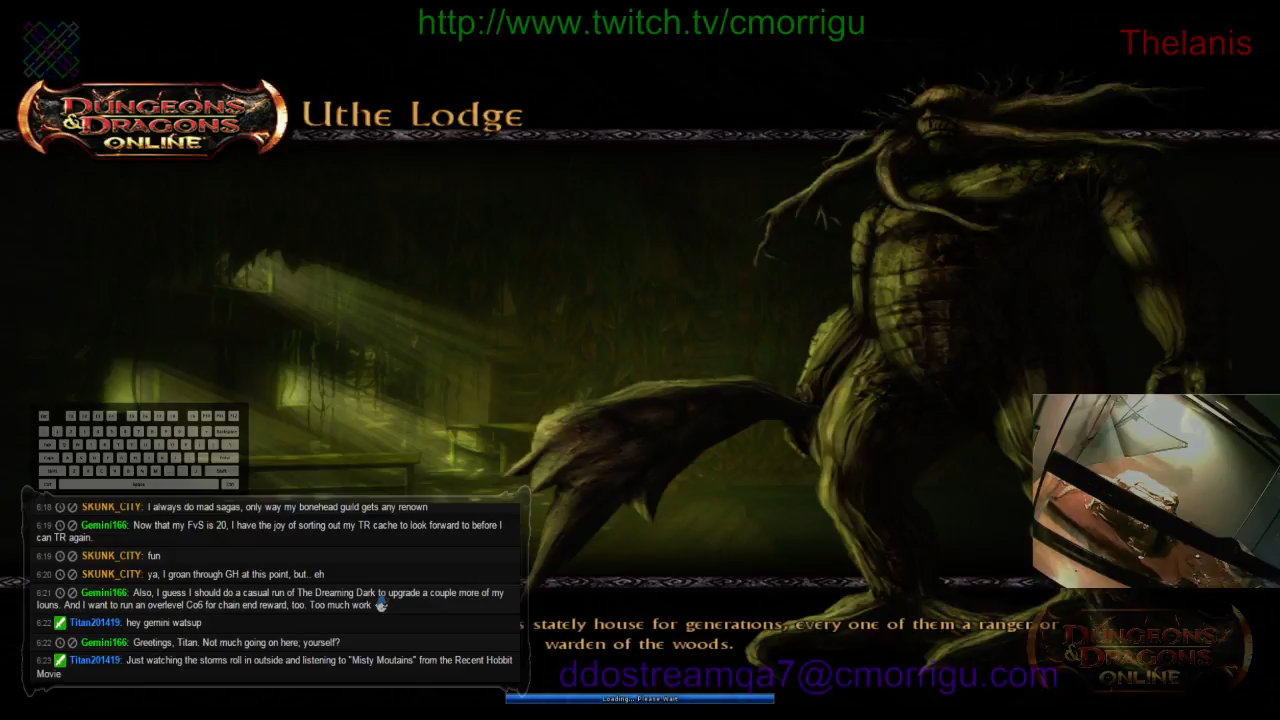 http://www.twitch.tv/cmorrigu
Thelanis
DUNGEONS
& DRAGONS
ONLINE
Uthe Lodge
6:18 SKUNK_CITY: I always do mad sagas, only way my bonehead guild gets any renown
6:19 Gemini166: Now that my FvS is 20, I have the joy of sorting out my TR cache to look forward to before I
can TR again.
6:19 SKUNK_CITY: fun
6:20 SKUNK_CITY: ya, I groan through GH at this point, but.. eh
6:21 Gemini166: Also, I guess I should do a casual run of The Dreaming Dark to upgrade a couple more of my
Iouns. And I want to run an overlevel Co6 for chain end reward, too. Too much work
6:22 Titan201419: hey gemini watsup
6:22 Gemini166: Greetings, Titan. Not much going on here; yourself?
6:23 Titan201419: Just watching the storms roll in outside and listening to "Misty Moutains" from the Recent Hobbit
Movie
s stately house for generations, every one of them a ranger or
warden of the woods.
DUNGEONS
& DRAGONS
ONLINE
ddostreamqa7@cmorrigu.com
Loading... Please Wait